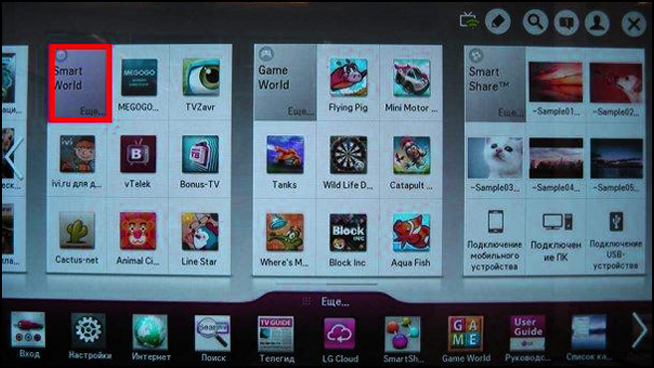 Smart
World
Еще...
MEGOGO
MEGOGO...
TVZavr
ivi.ru для д...
vTelek
Bonus-TV
Cactus-net
Animal Ci...
Line Star
Game
World
Еще...
Flying Pig
Mini Motor ...
Tanks
Wild Life D...
Catapult ...
Where's M...
BLOCK
INC
Block Inc
Aqua Fish
Smart
Share™
Еще...
~Sample01...
~Sample02...
~Sample03...
~Sample04...
~Sample05...
Подключение
мобильного
устройства
Подключен
ие ПК
Подключение
USB-
устройства
Еще...
Вход
Настройки
Интернет
Search
Поиск
TV GUIDE
Телегид
LG Cloud
SmartSh...
GAME
Game World
User
Guide
Руководс...
Список ка...